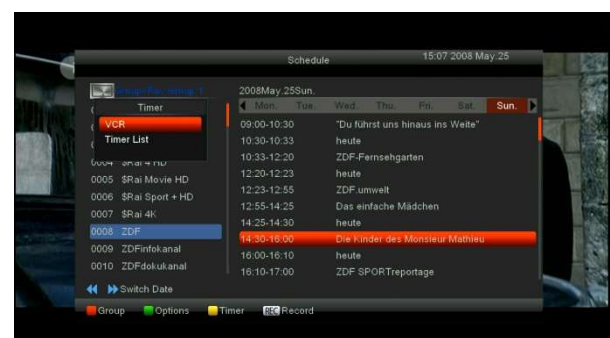 Schedule
15:07 2008 May.25
2008May.25Sun.
Mon. Tue. Wed. Thu. Fri. Sat. Sun.
Timer
VCR
Timer List
0004 $Rai 4 HD
0005 $Rai Movie HD
0006 $Rai Sport + HD
0007 $Rai 4K
0008 ZDF
0009 ZDFinfokanal
0010 ZDFdokukanal
09:00-10:30 "Du führst uns hinaus ins Weite"
10:30-10:33 heute
10:33-12:20 ZDF-Fernsehgarten
12:20-12:23 heute
12:23-12:55 ZDF.umwelt
12:55-14:25 Das einfache Mädchen
14:25-14:30 heute
14:30-16:00 Die Kinder des Monsieur Mathieu
16:00-16:10 heute
16:10-17:00 ZDF SPORTreportage
Switch Date
Group Options Timer REC Record